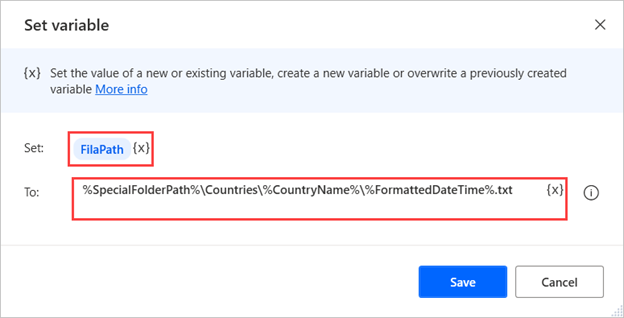 Set variable
{x} Set the value of a new or existing variable, create a new variable or overwrite a previously created
variable More info
Set: FilaPath {x}
To: %SpecialFolderPath%\Countries\%CountryName%\%FormattedDateTime%.txt {x}
Save Cancel